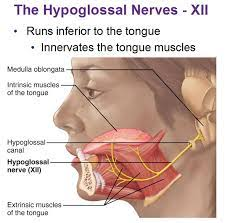 The Hypoglossal Nerves - XII
• Runs inferior to the tongue
• Innervates the tongue muscles
Medulla oblongata
Intrinsic muscles
of the tongue
Hypoglossal
canal
Hypoglossal
nerve (XII)
Extrinsic muscles
of the tongue